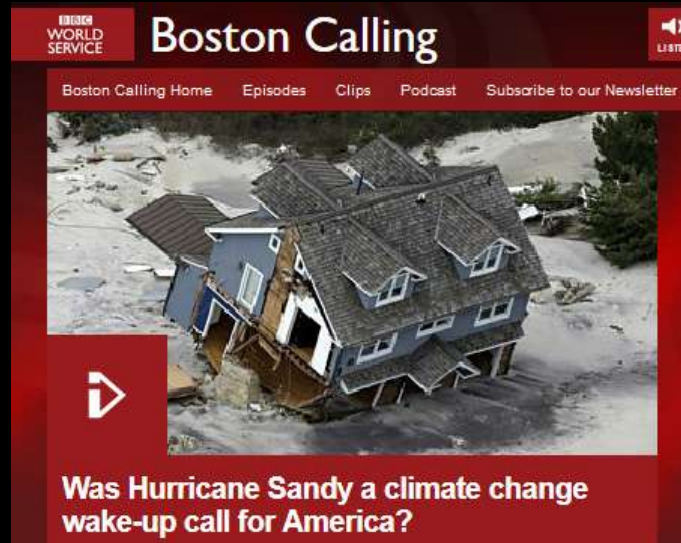 BBC
WORLD
SERVICE
Boston Calling
Boston Calling Home Episodes Clips Podcast Subscribe to our Newsletter
Was Hurricane Sandy a climate change
wake-up call for America?